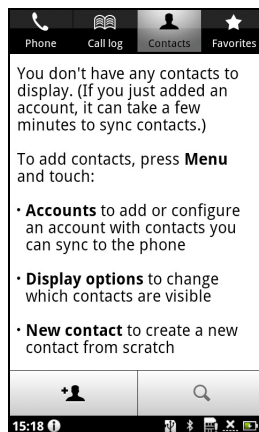 Phone Call log Contacts Favorites
You don't have any contacts to
display. (If you just added an
account, it can take a few
minutes to sync contacts.)
To add contacts, press Menu
and touch:
· Accounts to add or configure
an account with contacts you
can sync to the phone
· Display options to change
which contacts are visible
· New contact to create a new
contact from scratch
15:18